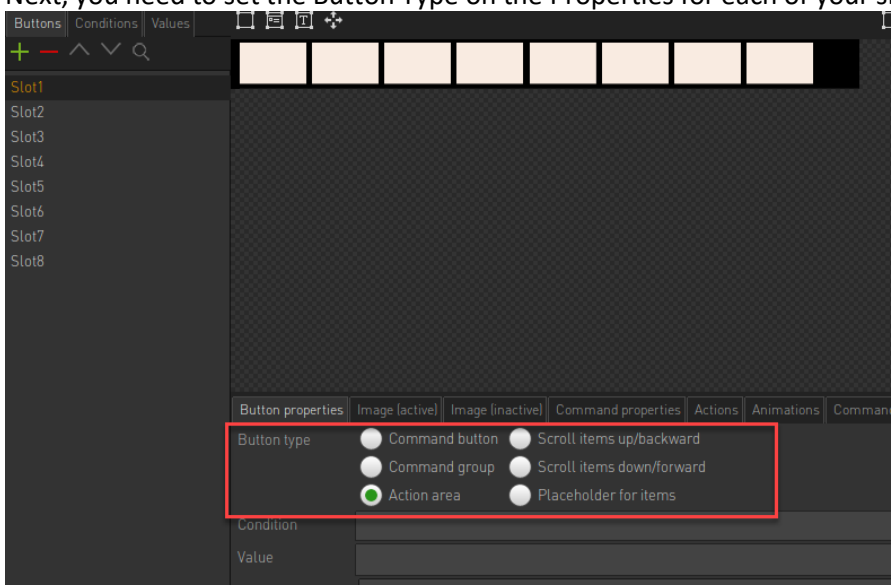 Next, you need to set the Button Type on the Properties for each of your
Buttons Conditions Values
Slot1
Slot2
Slot3
Slot4
Slot5
Slot6
Slot7
Slot8
Button properties Image (active) Image (inactive) Command properties Actions Animations
Button type Command button Scroll items up/backward
Command group Scroll items down/forward
Action area Placeholder for items
Condition
Value